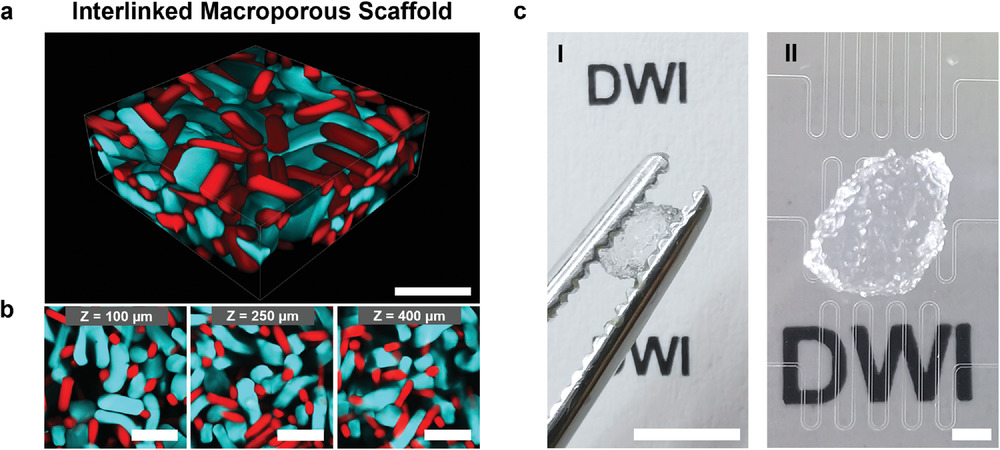 a
Interlinked Macroporous Scaffold
b
Z = 100 µm
Z = 250 µm
Z = 400 µm
c
I
DWI
DWI
II
DWI